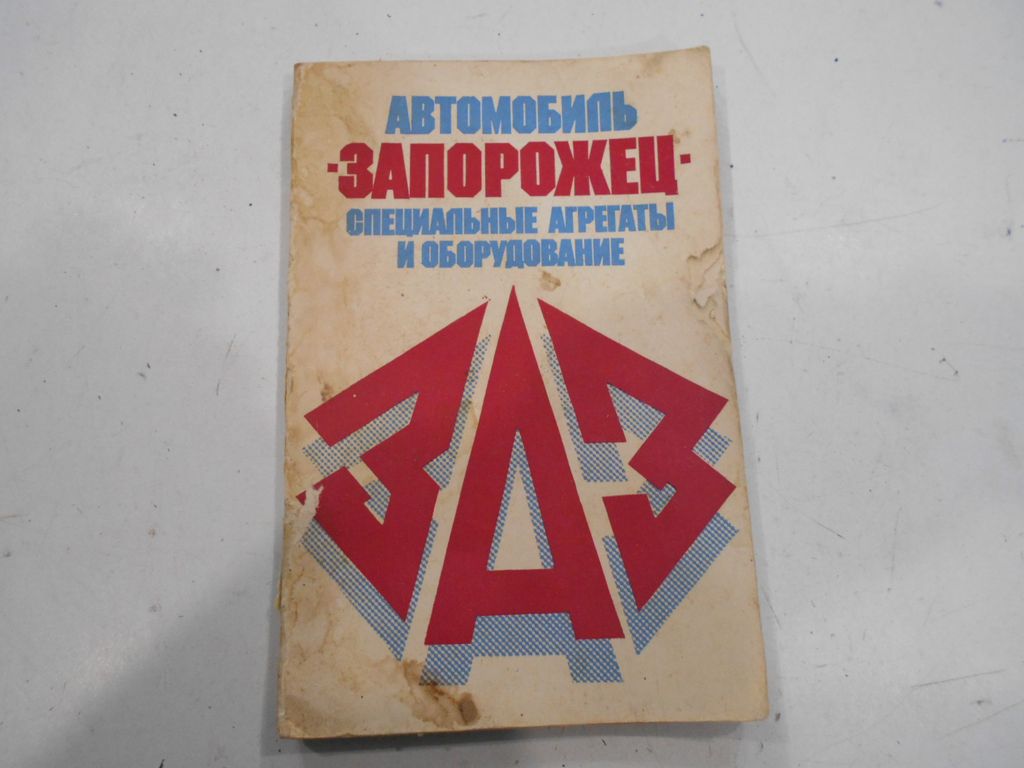 АВТОМОБИЛЬ
·ЗАПОРОЖЕЦ·
СПЕЦИАЛЬНЫЕ АГРЕГАТЫ
И ОБОРУДОВАНИЕ
ЗАЗ